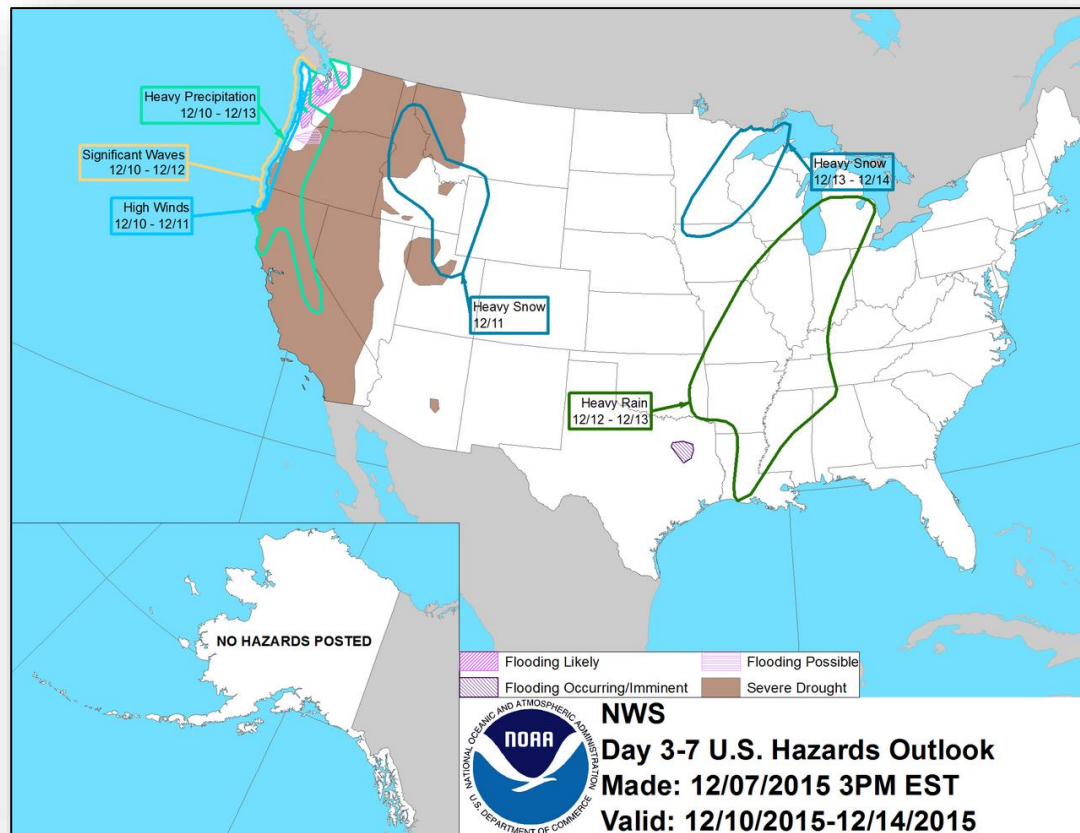 Heavy Precipitation
12/10 - 12/13
Significant Waves
12/10 - 12/12
High Winds
12/10 - 12/11
Heavy Snow
12/13 - 12/14
Heavy Snow
12/11
Heavy Rain
12/12 - 12/13
NO HAZARDS POSTED
Flooding Likely
Flooding Possible
Flooding Occurring/Imminent
Severe Drought
NATIONAL OCEANIC AND ATMOSPHERIC ADMINISTRATION
NOAA
U.S. DEPARTMENT OF COMMERCE
NWS
Day 3-7 U.S. Hazards Outlook
Made: 12/07/2015 3PM EST
Valid: 12/10/2015-12/14/2015